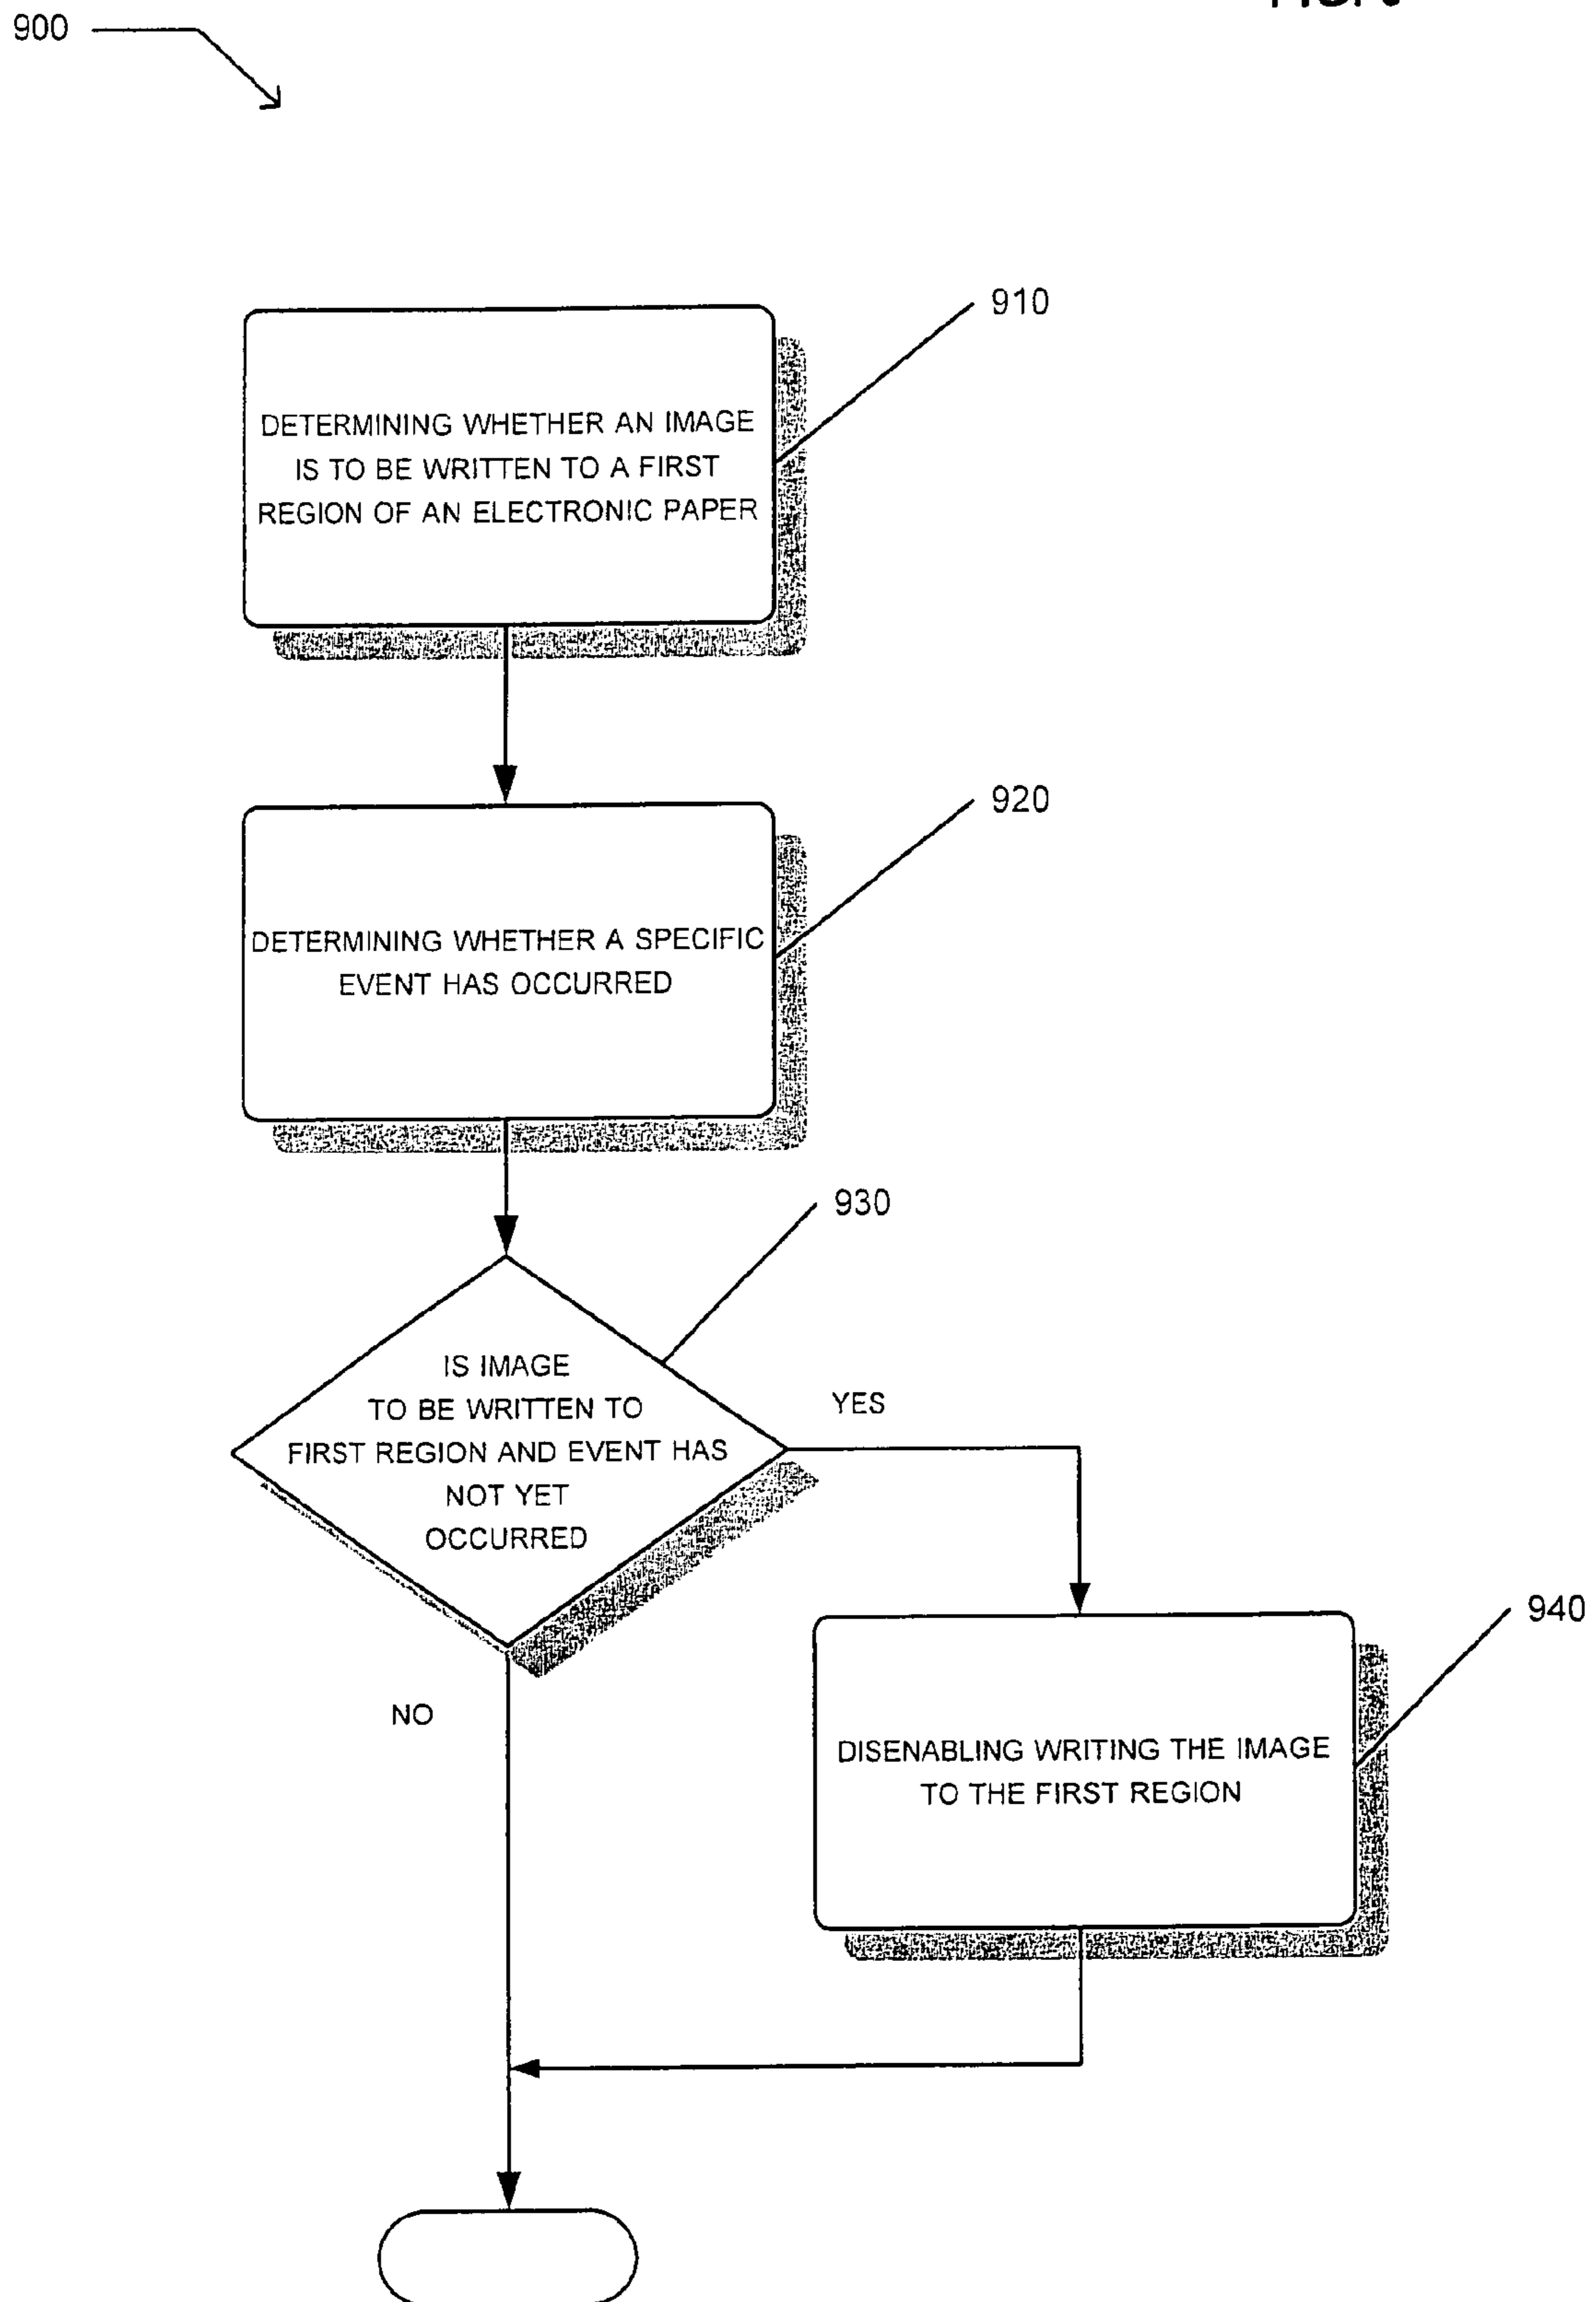 900
910
DETERMINING WHETHER AN IMAGE
IS TO BE WRITTEN TO A FIRST
REGION OF AN ELECTRONIC PAPER
920
DETERMINING WHETHER A SPECIFIC
EVENT HAS OCCURRED
930
IS IMAGE
TO BE WRITTEN TO
FIRST REGION AND EVENT HAS
NOT YET
OCCURRED
YES
940
NO
DISENABLING WRITING THE IMAGE
TO THE FIRST REGION